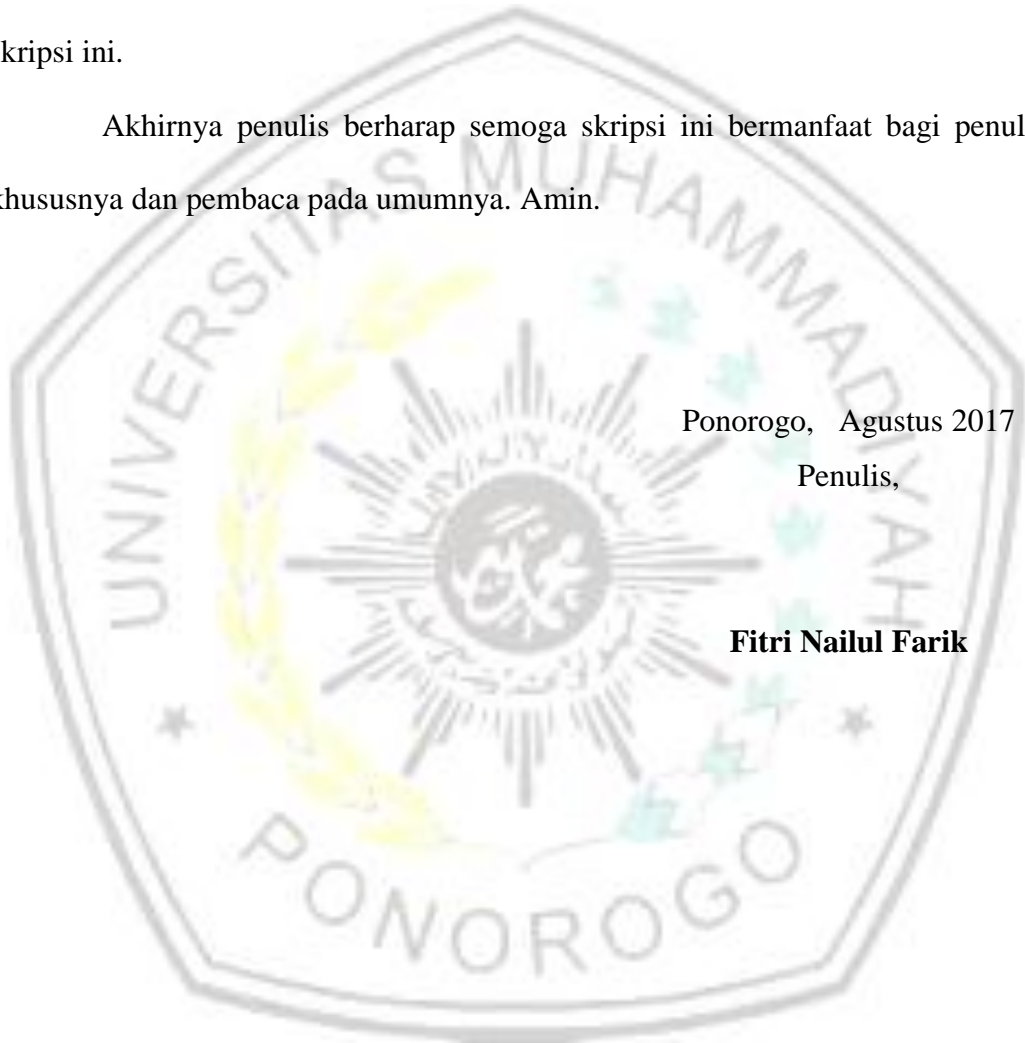 kripsi ini.
Akhirnya penulis berharap semoga skripsi ini bermanfaat bagi penul
khususnya dan pembaca pada umumnya. Amin.
UNIVERSITAS MUHAMMADIYAH
Ponorogo, Agustus 2017
Penulis,
Fitri Nailul Farik
PONOROGO